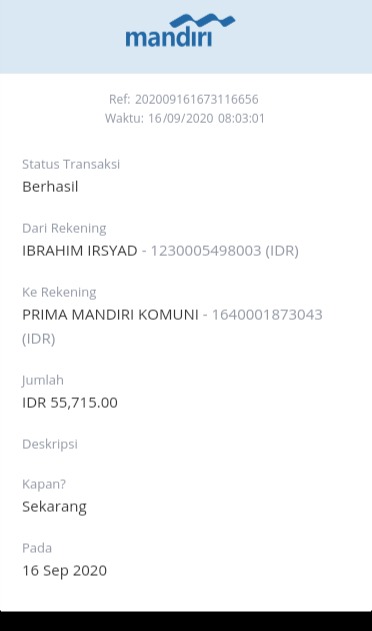 mandiri
Ref: 202009161673116656
Waktu: 16/09/2020 08:03:01
Status Transaksi
Berhasil
Dari Rekening
IBRAHIM IRSYAD - 1230005498003 (IDR)
Ke Rekening
PRIMA MANDIRI KOMUNI - 1640001873043
(IDR)
Jumlah
IDR 55,715.00
Deskripsi
Kapan?
Sekarang
Pada
16 Sep 2020